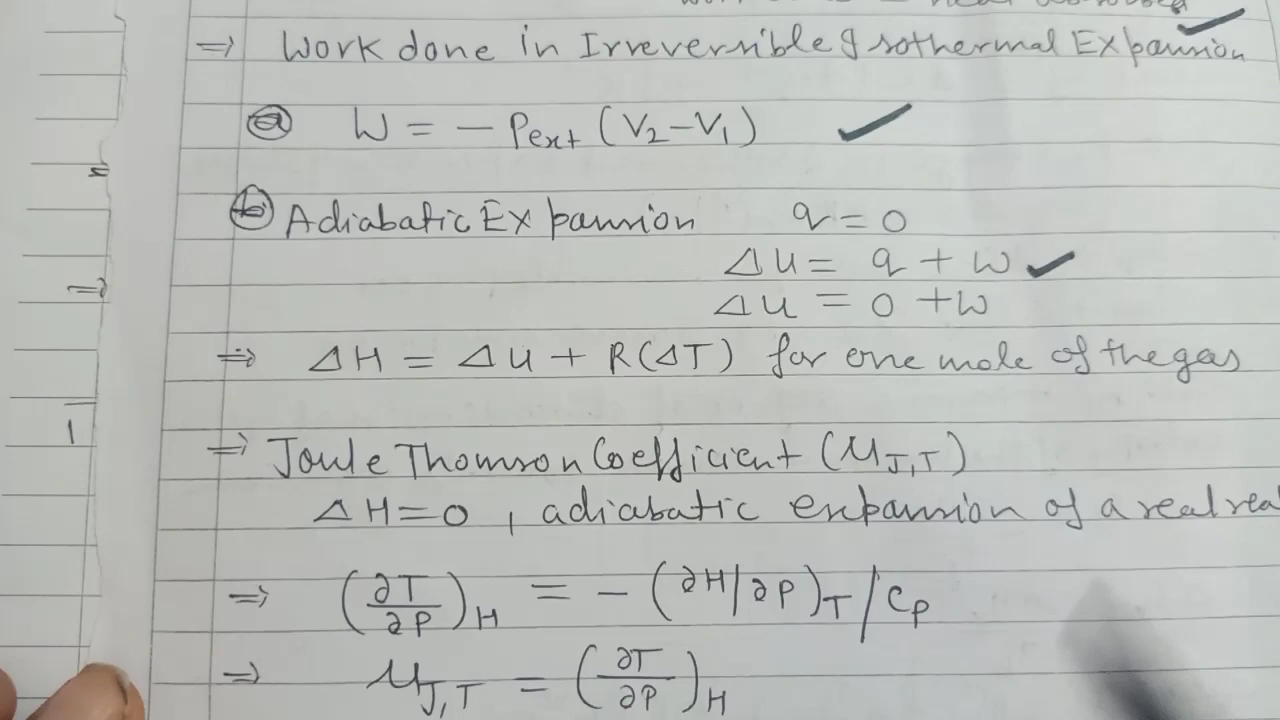 ⇒ Work done in Irreversible Isothermal Expansion ✓
ⓐ W = - Pext (V2-V1) ✓
ⓑ Adiabatic Expansion q = 0
ΔU = q + W ✓
ΔU = 0 + W
⇒ ΔH = ΔU + R(ΔT) for one mole of the gas
⇒ Joule Thomson Coefficient (μJ,T)
ΔH=0, adiabatic expansion of a real rea
⇒ (∂T/∂P)H = - (∂H/∂P)T/CP
⇒ μJ,T = (∂T/∂P)H